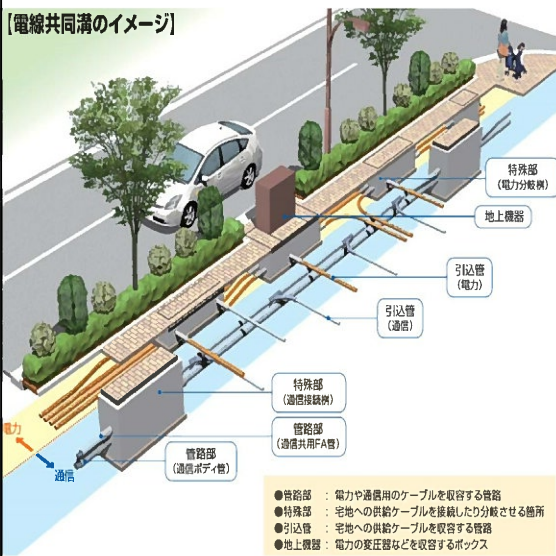 【電線共同溝のイメージ】
特殊部
(電力分岐桝)
地上機器
引込管
(電力)
引込管
(通信)
特殊部
(通信接続桝)
管路部
(通信共用FA管)
管路部
(通信ボディ管)
電力
通信
●管路部 : 電力や通信用のケーブルを収容する管路
●特殊部 : 宅地への供給ケーブルを接続したり分岐させる箇所
●引込管 : 宅地への供給ケーブルを収容する管路
●地上機器 : 電力の変圧器などを収容するボックス